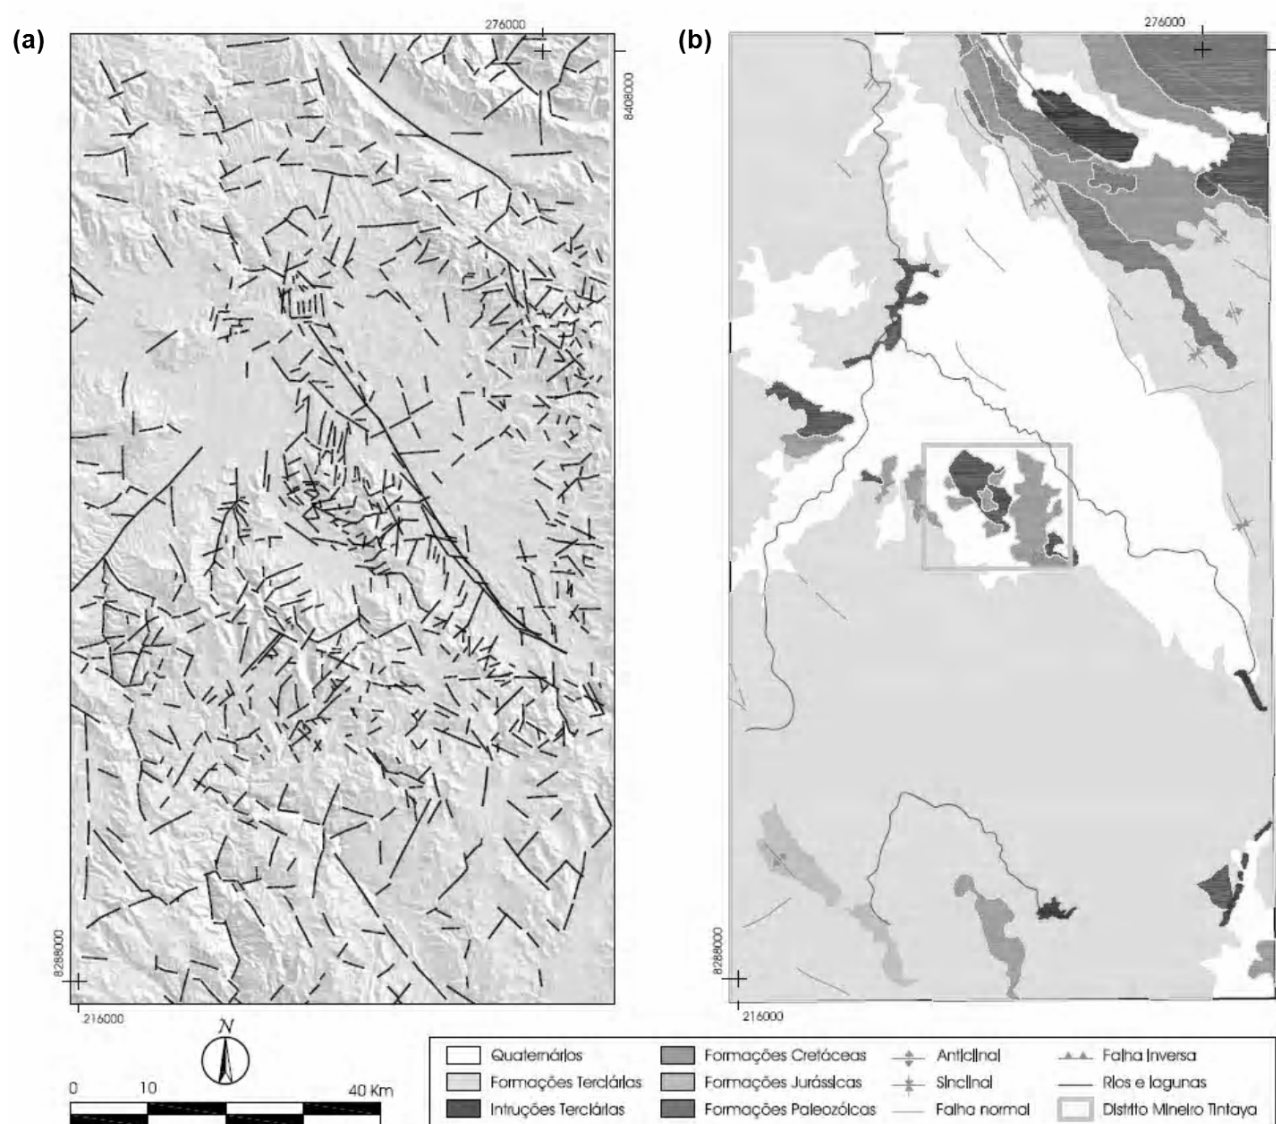 276000
276000
(a)
(b)
8408000
8288000
8288000
216000
216000
N
0 10 40 Km
Quaternários
Formações Terciárias
Intruções Terciárias
Formações Cretáceas
Formações Jurássicas
Formações Paleozóicas
Anticlinal
Sinclinal
Falha normal
Falha Inversa
Rios e lagunas
Distrito Mineiro Tintaya